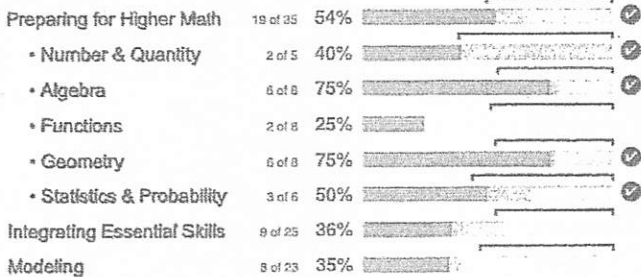 Preparing for Higher Math 19 of 35 54%
• Number & Quantity 2 of 5 40%
• Algebra 6 of 8 75%
• Functions 2 of 8 25%
• Geometry 6 of 8 75%
• Statistics & Probability 3 of 6 50%
Integrating Essential Skills 9 of 25 36%
Modeling 8 of 23 35%